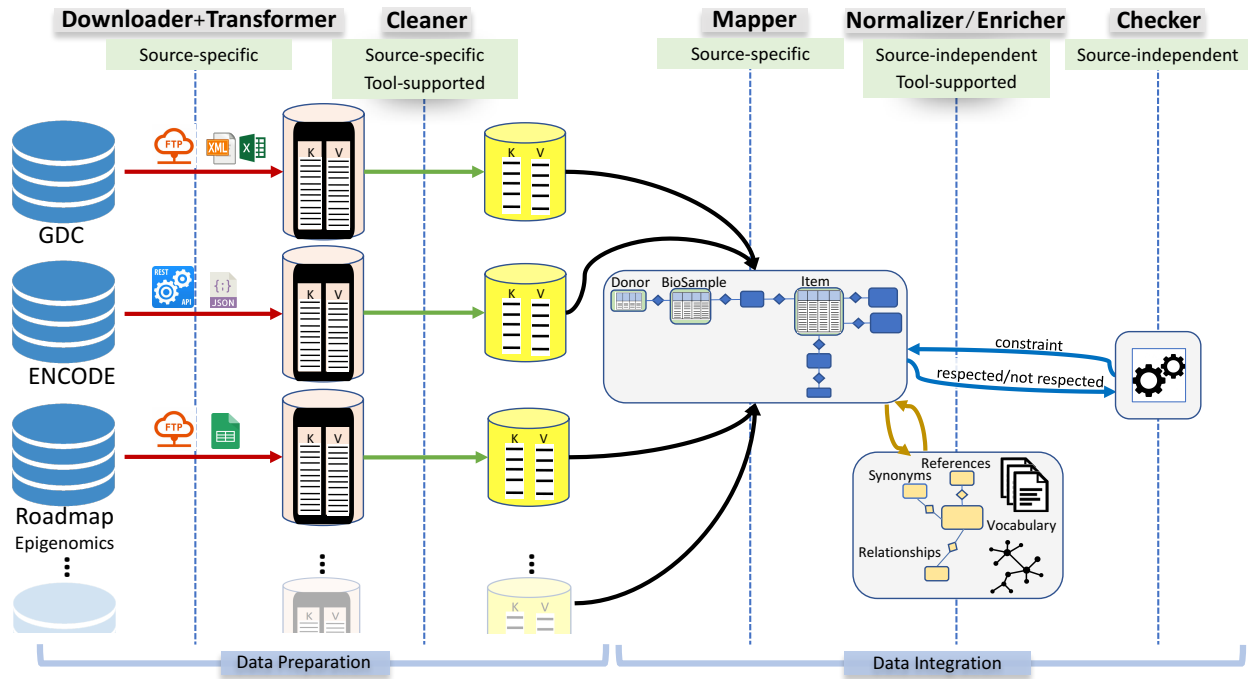 Downloader+Transformer
Source-specific
Cleaner
Source-specific
Tool-supported
Mapper
Source-specific
Normalizer/Enricher
Source-independent
Tool-supported
Checker
Source-independent
FTP
XML
X
K V
K V
GDC
REST
API
{;}
JSON
K V
K V
ENCODE
Donor
BioSample
Item
constraint
respected/not respected
FTP
K V
K V
Roadmap
Epigenomics
References
Synonyms
Vocabulary
Relationships
K V
K V
Data Preparation
Data Integration